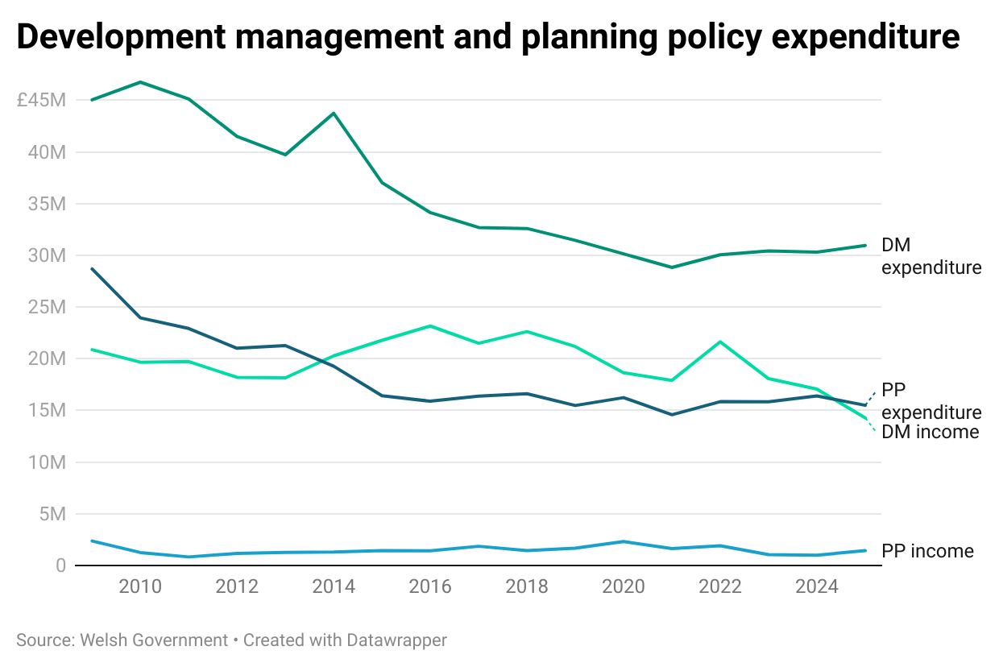 Development management and planning policy expenditure
£45M
40M
35M
30M
25M
20M
15M
10M
5M
0
DM
expenditure
PP
expenditure
DM income
PP income
2010 2012 2014 2016 2018 2020 2022 2024
Source: Welsh Government • Created with Datawrapper